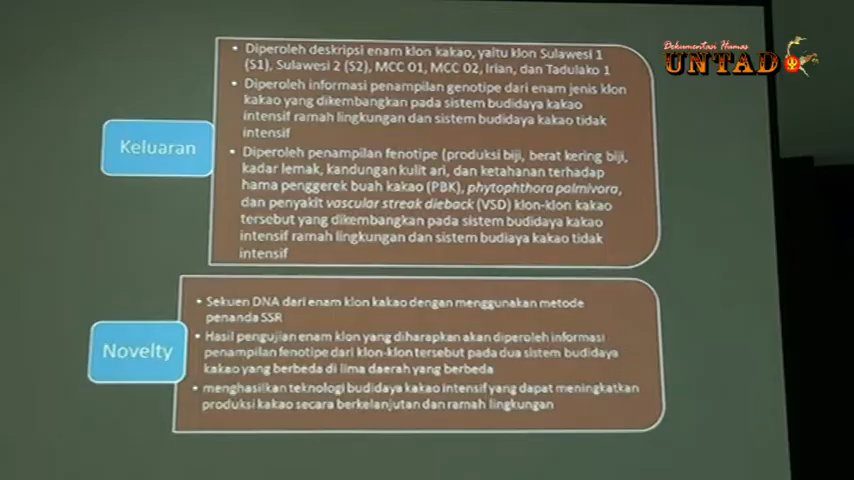 Dokumentasi Humas
UNTAD
Keluaran
• Diperoleh deskripsi enam klon kakao, yaitu klon Sulawesi 1
(S1), Sulawesi 2 (S2), MCC 01, MCC 02, Irian, dan Tadulako 1
• Diperoleh informasi penampilan genotipe dari enam jenis klon
kakao yang dikembangkan pada sistem budidaya kakao
intensif ramah lingkungan dan sistem budidaya kakao tidak
intensif
• Diperoleh penampilan fenotipe (produksi biji, berat kering biji,
kadar lemak, kandungan kulit ari, dan ketahanan terhadap
hama penggerek buah kakao (PBK), phytophthora palmivora,
dan penyakit vascular streak dieback (VSD) klon-klon kakao
tersebut yang dikembangkan pada sistem budidaya kakao
intensif ramah lingkungan dan sistem budiaya kakao tidak
intensif
Novelty
• Sekuen DNA dari enam klon kakao dengan menggunakan metode
penanda SSR
• Hasil pengujian enam klon yang diharapkan akan diperoleh informasi
penampilan fenotipe dari klon-klon tersebut pada dua sistem budidaya
kakao yang berbeda di lima daerah yang berbeda
• menghasilkan teknologi budidaya kakao intensif yang dapat meningkatkan
produksi kakao secara berkelanjutan dan ramah lingkungan